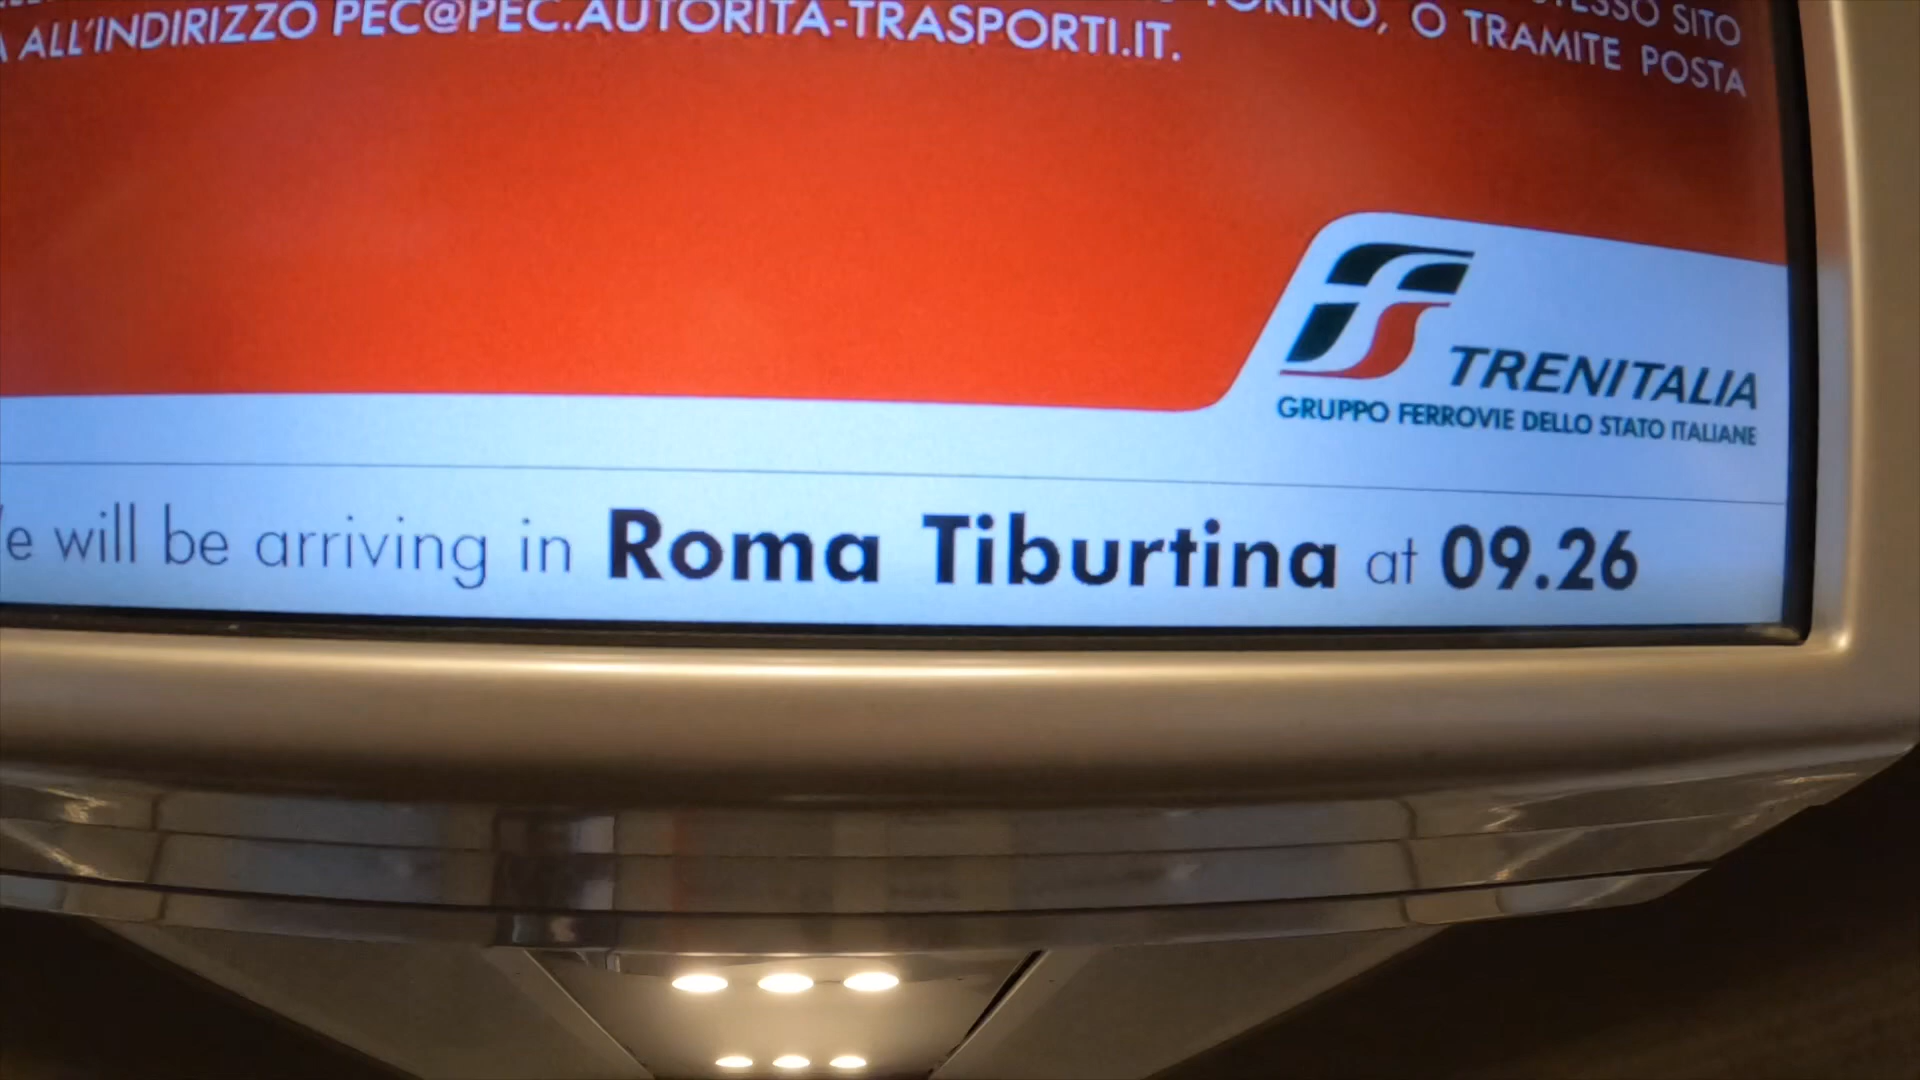 SITO
TORINO, O TRAMITE POSTA
ALL'INDIRIZZO PEC@PEC.AUTORITA-TRASPORTI.IT.
TRENITALIA
GRUPPO FERROVIE DELLO STATO ITALIANE
will be arriving in Roma Tiburtina at 09.26